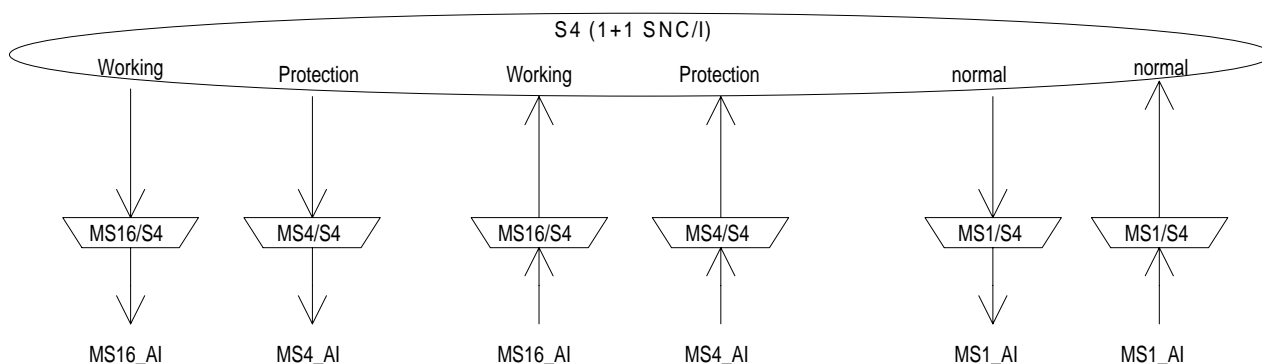 S4 (1+1 SNC/I)
Working Protection Working Protection normal normal
MS16/S4 MS4/S4 MS16/S4 MS4/S4 MS1/S4 MS1/S4
MS16_AI MS4_AI MS16_AI MS4_AI MS1_AI MS1_AI